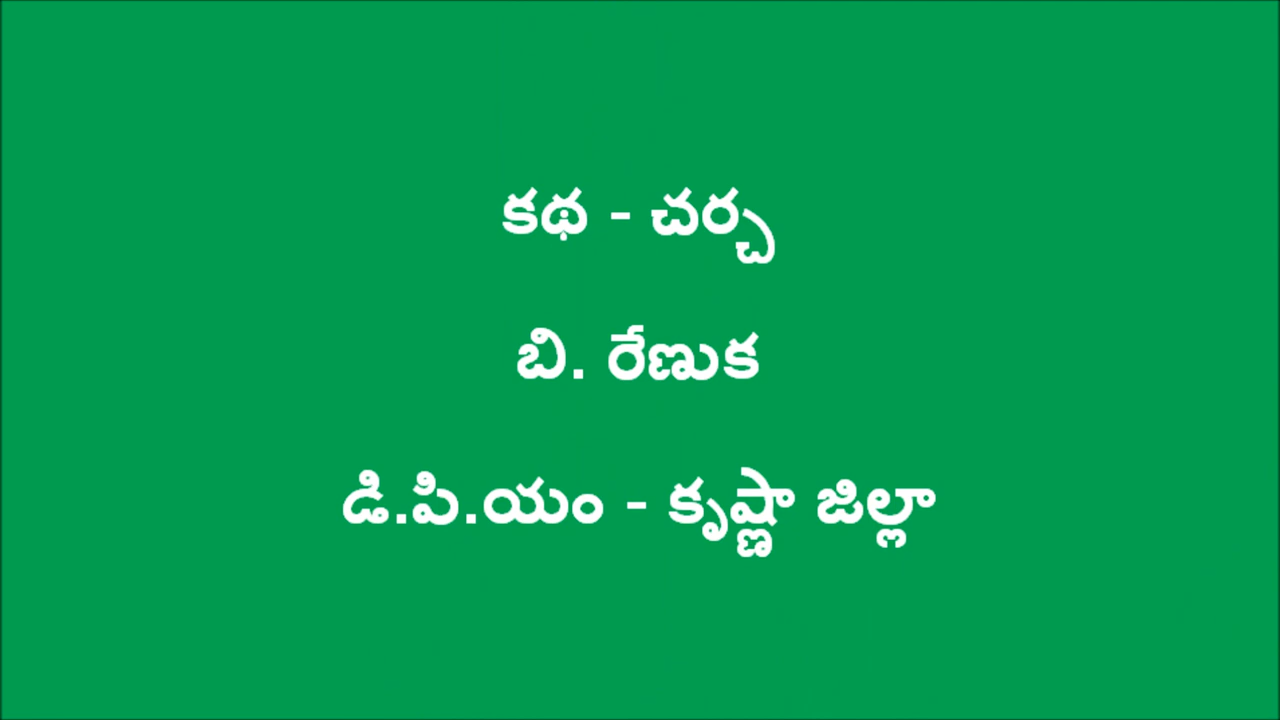 కథ - చర్చ
బి. రేణుక
డి.పి.యం - కృష్ణా జిల్లా